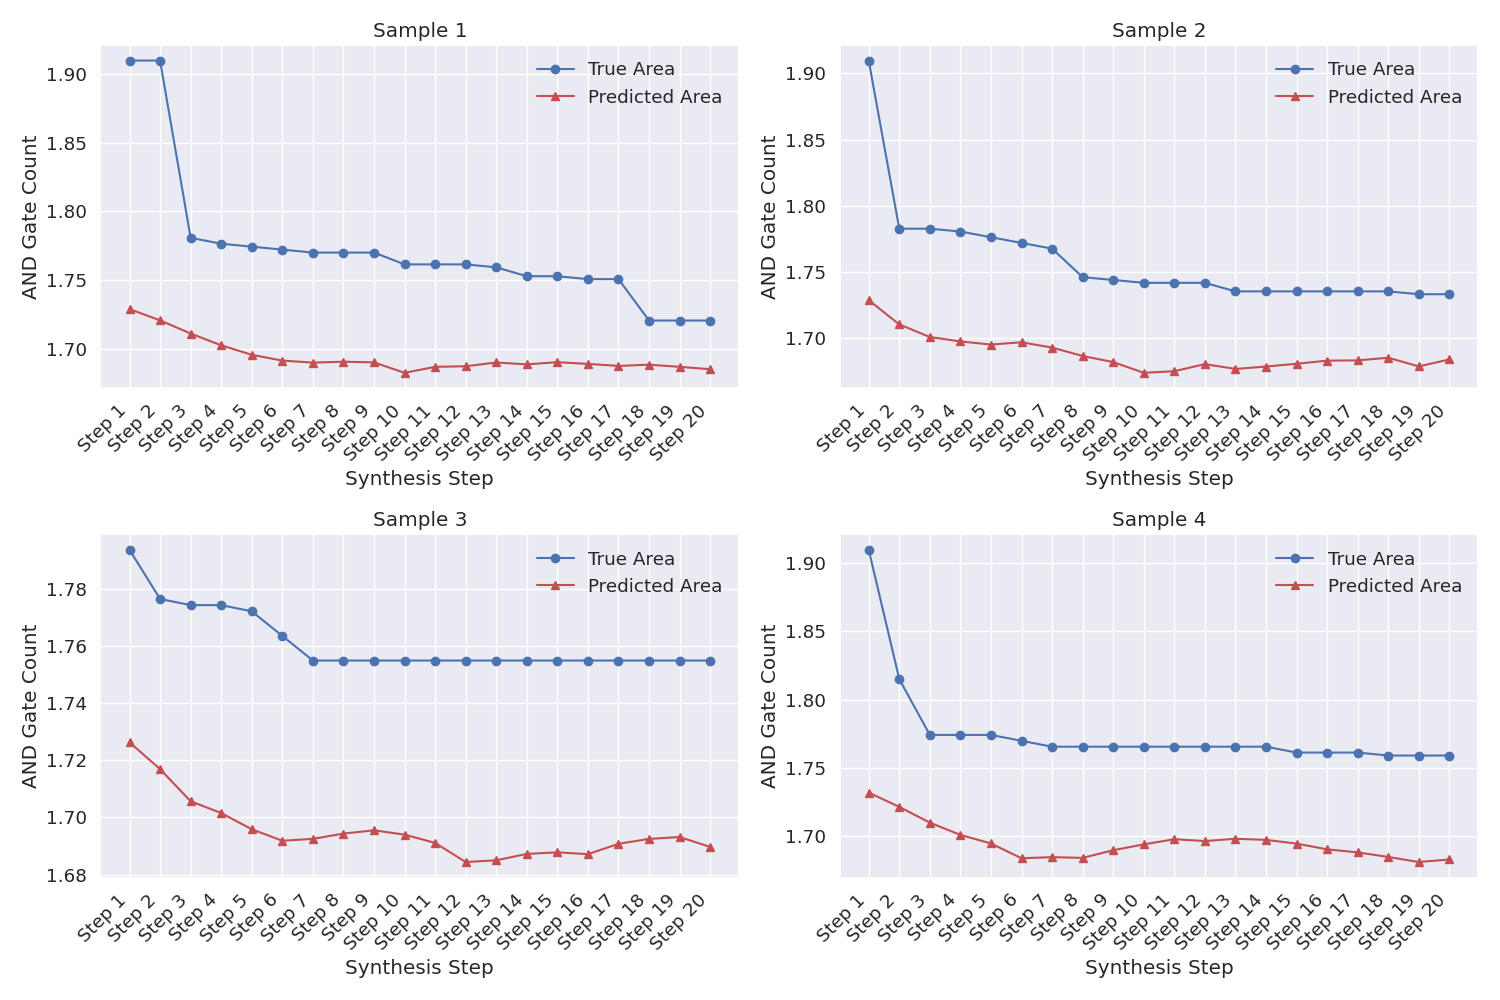 Sample 1
True Area
Predicted Area
AND Gate Count
1.90
1.85
1.80
1.75
1.70
Step 1
Step 2
Step 3
Step 4
Step 5
Step 6
Step 7
Step 8
Step 9
Step 10
Step 11
Step 12
Step 13
Step 14
Step 15
Step 16
Step 17
Step 18
Step 19
Step 20
Synthesis Step
Sample 2
True Area
Predicted Area
AND Gate Count
1.90
1.85
1.80
1.75
1.70
Step 1
Step 2
Step 3
Step 4
Step 5
Step 6
Step 7
Step 8
Step 9
Step 10
Step 11
Step 12
Step 13
Step 14
Step 15
Step 16
Step 17
Step 18
Step 19
Step 20
Synthesis Step
Sample 3
True Area
Predicted Area
AND Gate Count
1.78
1.76
1.74
1.72
1.70
1.68
Step 1
Step 2
Step 3
Step 4
Step 5
Step 6
Step 7
Step 8
Step 9
Step 10
Step 11
Step 12
Step 13
Step 14
Step 15
Step 16
Step 17
Step 18
Step 19
Step 20
Synthesis Step
Sample 4
True Area
Predicted Area
AND Gate Count
1.90
1.85
1.80
1.75
1.70
Step 1
Step 2
Step 3
Step 4
Step 5
Step 6
Step 7
Step 8
Step 9
Step 10
Step 11
Step 12
Step 13
Step 14
Step 15
Step 16
Step 17
Step 18
Step 19
Step 20
Synthesis Step